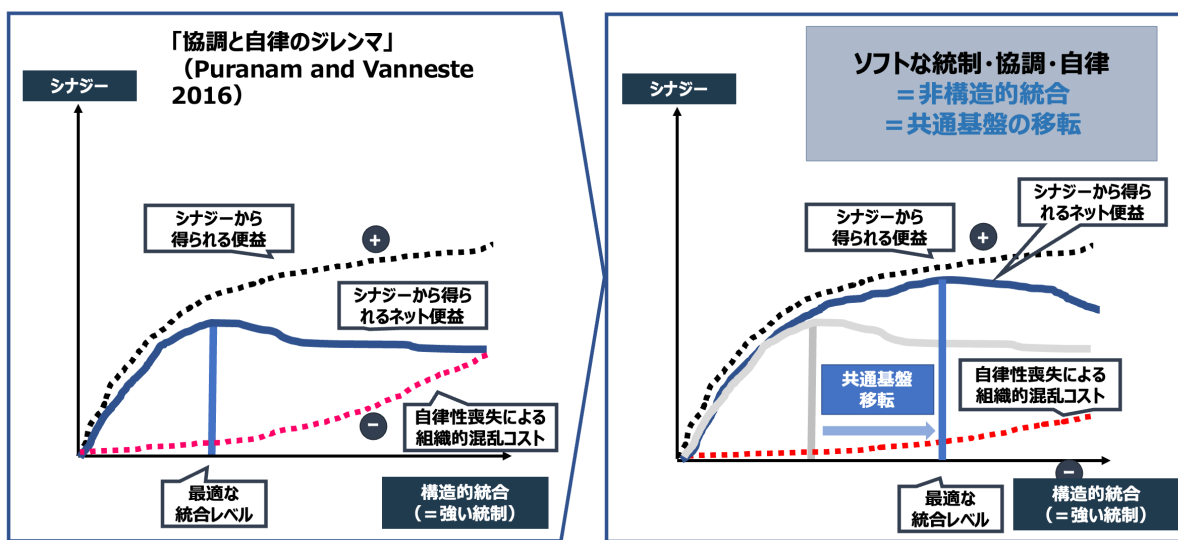 「協調と自律のジレンマ」
（Puranam and Vanneste
2016）
シナジー
シナジーから
得られる便益
+
シナジーから得ら
れるネット便益
自律性喪失による
組織的混乱コスト
−
最適な
統合レベル
構造的統合
（＝強い統制）
ソフトな統制・協調・自律
＝非構造的統合
＝共通基盤の移転
シナジー
シナジーから得ら
れるネット便益
シナジーから
得られる便益
+
共通基盤
移転
自律性喪失による
組織的混乱コスト
−
最適な
統合レベル
構造的統合
（＝強い統制）